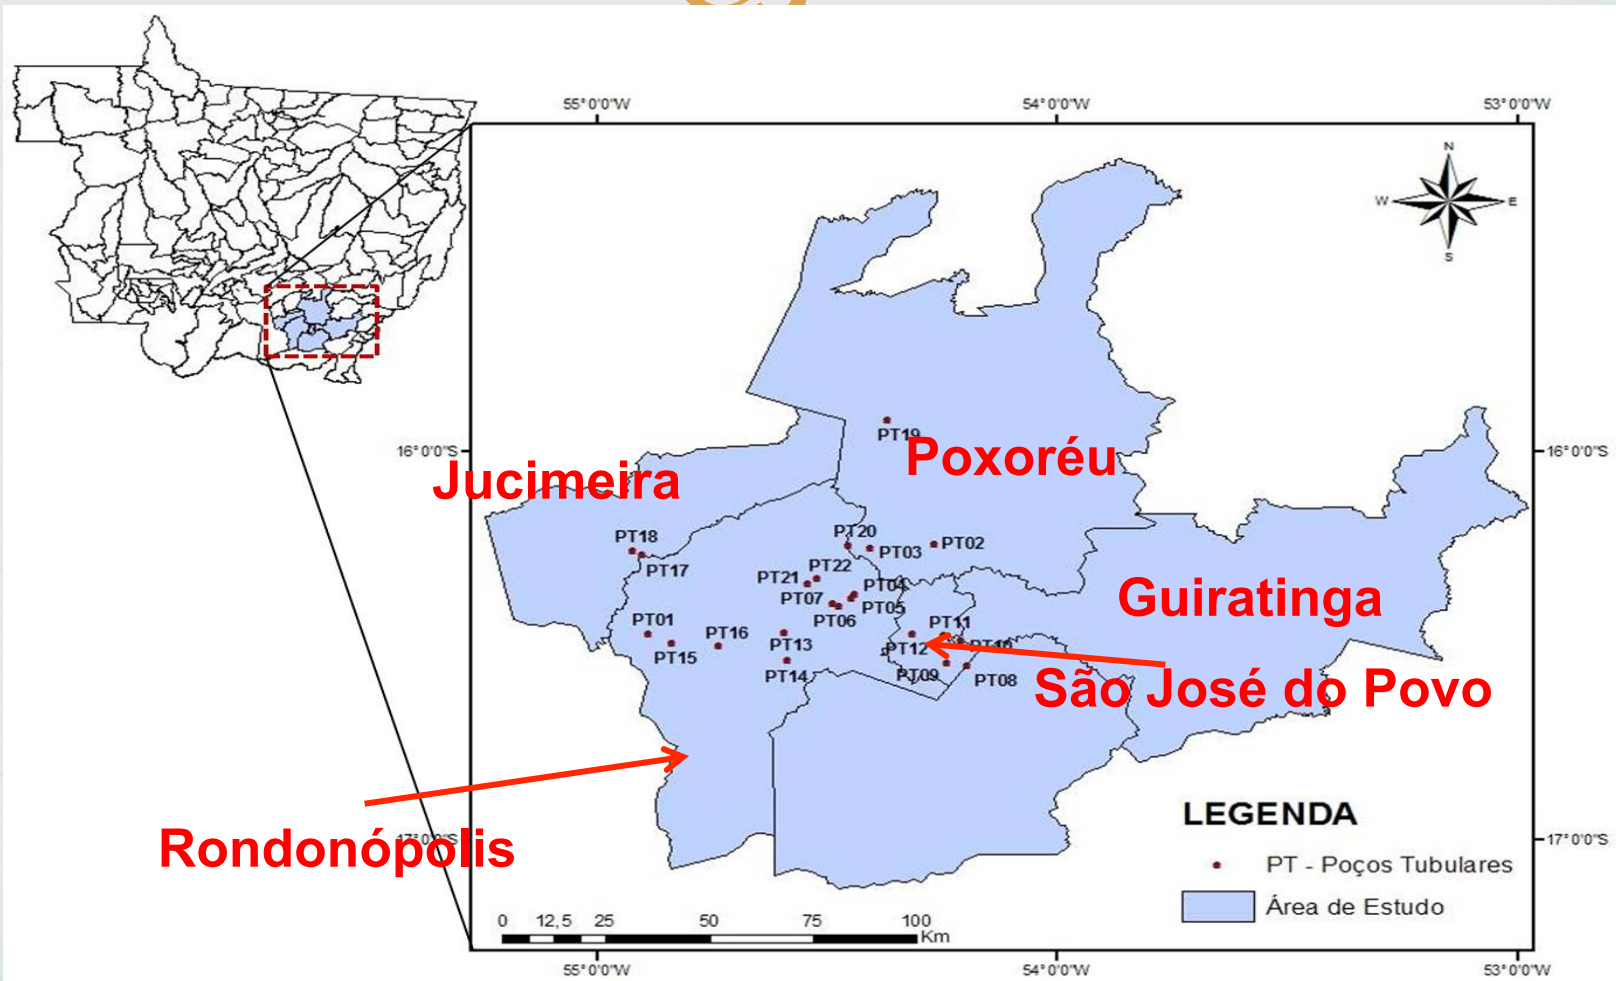 55°0'0"W
54°0'0"W
53°0'0"W
N
W
E
S
16°0'0"S
16°0'0"S
PT19
Poxoréu
Jucimeira
PT18
PT17
PT20
PT03
PT02
PT22
PT21
PT04
PT07
PT05
PT06
Guiratinga
PT01
PT16
PT13
PT11
PT12
PT10
PT15
PT14
PT09
PT08
São José do Povo
Rondonópolis
17°0'0"S
17°0'0"S
LEGENDA
PT - Poços Tubulares
Área de Estudo
0 12,5 25 50 75 100
Km
55°0'0"W
54°0'0"W
53°0'0"W